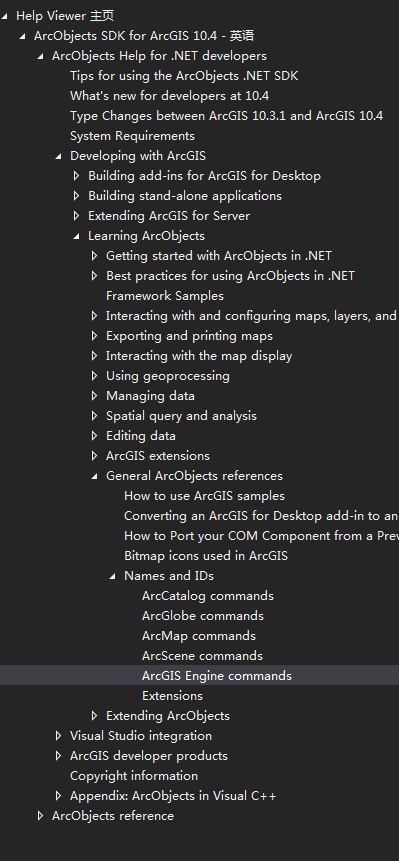 Help Viewer 主页
ArcObjects SDK for ArcGIS 10.4 - 英语
ArcObjects Help for .NET developers
Tips for using the ArcObjects .NET SDK
What's new for developers at 10.4
Type Changes between ArcGIS 10.3.1 and ArcGIS 10.4
System Requirements
Developing with ArcGIS
Building add-ins for ArcGIS for Desktop
Building stand-alone applications
Extending ArcGIS for Server
Learning ArcObjects
Getting started with ArcObjects in .NET
Best practices for using ArcObjects in .NET
Framework Samples
Interacting with and configuring maps, layers, and
Exporting and printing maps
Interacting with the map display
Using geoprocessing
Managing data
Spatial query and analysis
Editing data
ArcGIS extensions
General ArcObjects references
How to use ArcGIS samples
Converting an ArcGIS for Desktop add-in to an
How to Port your COM Component from a Prev
Bitmap icons used in ArcGIS
Names and IDs
ArcCatalog commands
ArcGlobe commands
ArcMap commands
ArcScene commands
ArcGIS Engine commands
Extensions
Extending ArcObjects
Visual Studio integration
ArcGIS developer products
Copyright information
Appendix: ArcObjects in Visual C++
ArcObjects reference